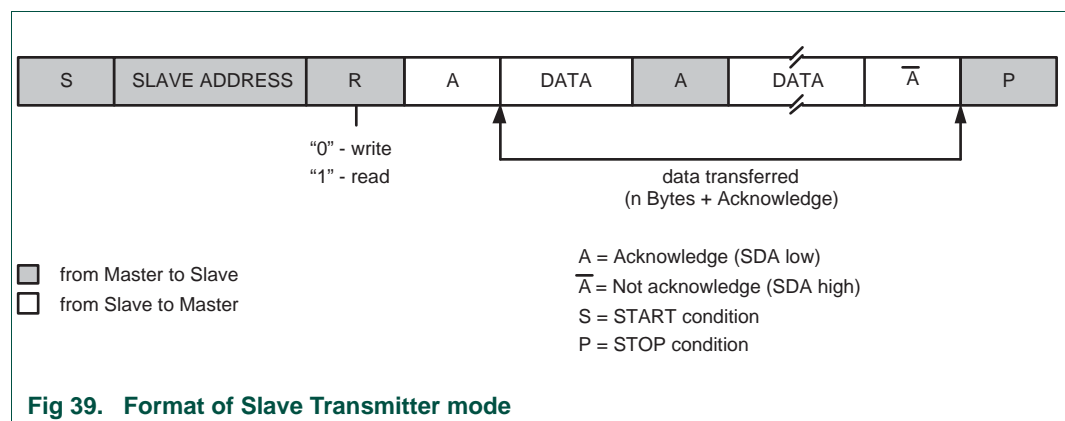 S SLAVE ADDRESS R A DATA A DATA A̅ P
“0” - write
“1” - read
data transferred
(n Bytes + Acknowledge)
from Master to Slave
from Slave to Master
A = Acknowledge (SDA low)
A̅ = Not acknowledge (SDA high)
S = START condition
P = STOP condition
Fig 39. Format of Slave Transmitter mode